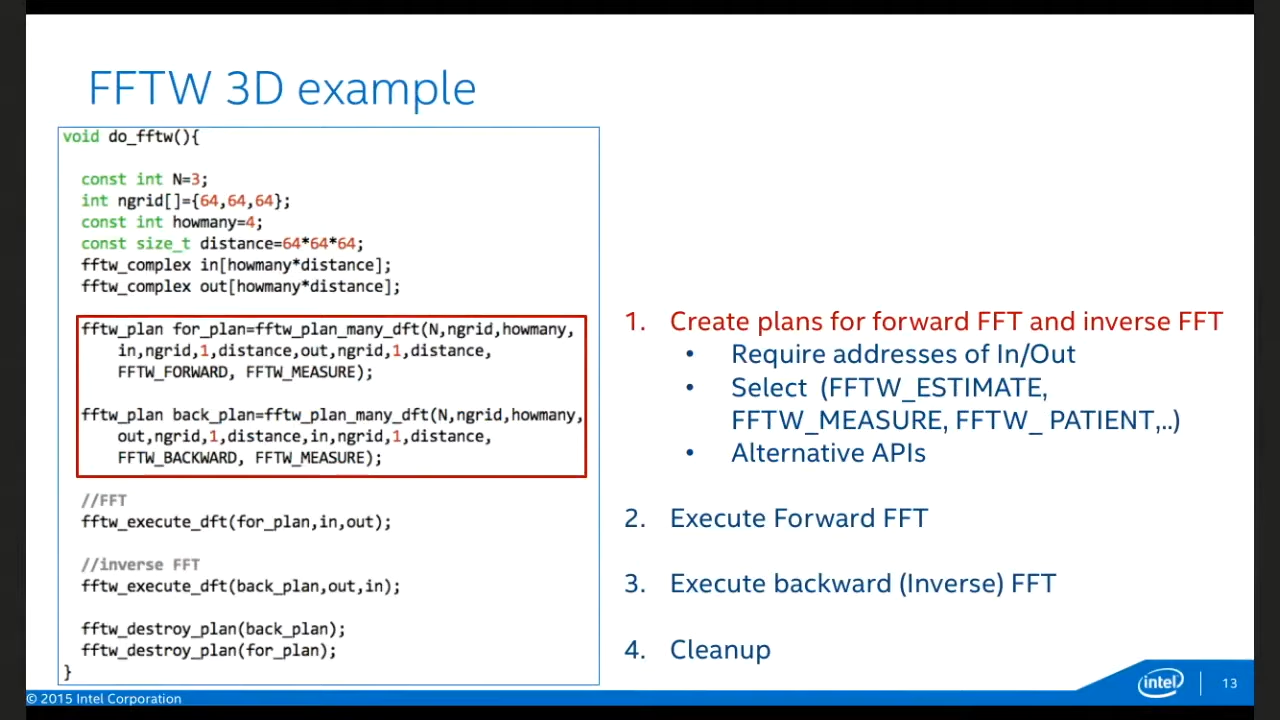 FFTW 3D example
void do_fftw(){
const int N=3;
int ngrid[]={64,64,64};
const int howmany=4;
const size_t distance=64*64*64;
fftw_complex in[howmany*distance];
fftw_complex out[howmany*distance];
fftw_plan for_plan=fftw_plan_many_dft(N,ngrid,howmany,
in,ngrid,1,distance,out,ngrid,1,distance,
FFTW_FORWARD, FFTW_MEASURE);
fftw_plan back_plan=fftw_plan_many_dft(N,ngrid,howmany,
out,ngrid,1,distance,in,ngrid,1,distance,
FFTW_BACKWARD, FFTW_MEASURE);
//FFT
fftw_execute_dft(for_plan,in,out);
//inverse FFT
fftw_execute_dft(back_plan,out,in);
fftw_destroy_plan(back_plan);
fftw_destroy_plan(for_plan);
}
1. Create plans for forward FFT and inverse FFT
• Require addresses of In/Out
• Select (FFTW_ESTIMATE,
FFTW_MEASURE, FFTW_ PATIENT,..)
• Alternative APIs
2. Execute Forward FFT
3. Execute backward (Inverse) FFT
4. Cleanup
© 2015 Intel Corporation
intel
13